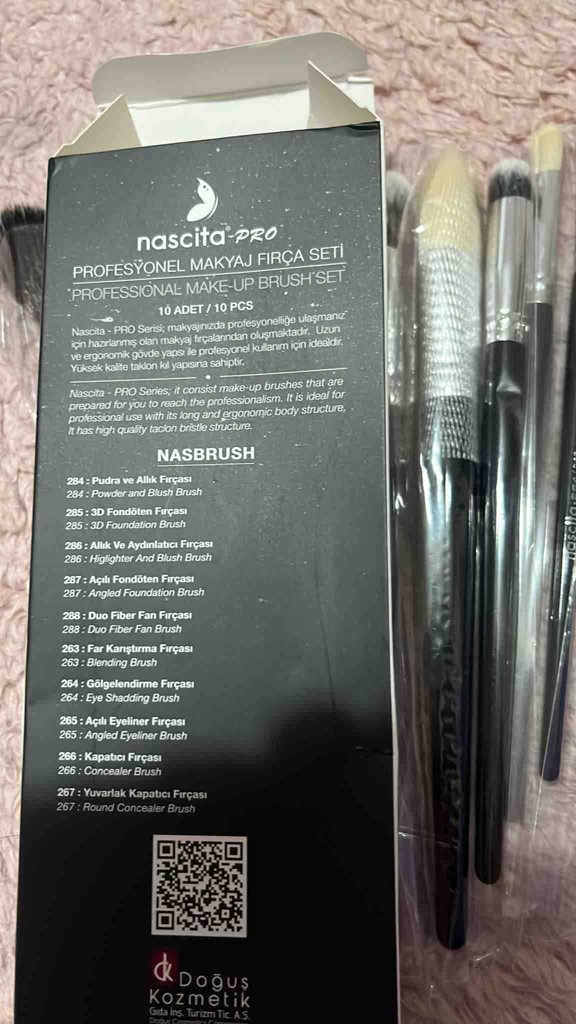 nascita®-PRO
PROFESYONEL MAKYAJ FIRÇA SETİ
PROFESSIONAL MAKE-UP BRUSH SET
10 ADET / 10 PCS
Nascita - PRO Serisi; makyajınızda profesyonelliğe ulaşmanız
için hazırlanmış olan makyaj fırçalarından oluşmaktadır. Uzun
ve ergonomik gövde yapısı ile profesyonel kullanım için idealdir.
Yüksek kalite taklon kıl yapısına sahiptir.
Nascita - PRO Series; it consist make-up brushes that are
prepared for you to reach the professionalism. It is ideal for
professional use with its long and ergonomic body structure,
It has high quality taclon bristle structure.
NASBRUSH
284 : Pudra ve Allık Fırçası
284 : Powder and Blush Brush
285 : 3D Fondöten Fırçası
285 : 3D Foundation Brush
286 : Allık Ve Aydınlatıcı Fırçası
286 : Higlighter And Blush Brush
287 : Açılı Fondöten Fırçası
287 : Angled Foundation Brush
288 : Duo Fiber Fan Fırçası
288 : Duo Fiber Fan Brush
263 : Far Karıştırma Fırçası
263 : Blending Brush
264 : Gölgelendirme Fırçası
264 : Eye Shadding Brush
265 : Açılı Eyeliner Fırçası
265 : Angled Eyeliner Brush
266 : Kapatıcı Fırçası
266 : Concealer Brush
267 : Yuvarlak Kapatıcı Fırçası
267 : Round Concealer Brush
dk Doğuş
Kozmetik
Gıda İnş. Turizm Tic. A.Ş.
nascita